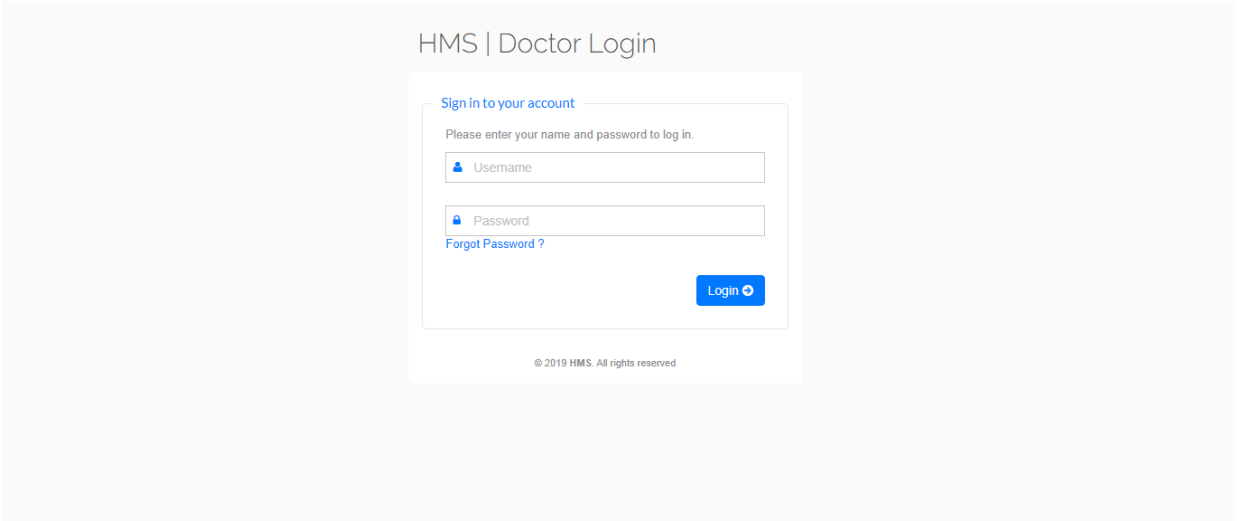 HMS | Doctor Login
Sign in to your account
Please enter your name and password to log in.
Username
Password
Forgot Password ?
Login
© 2019 HMS. All rights reserved